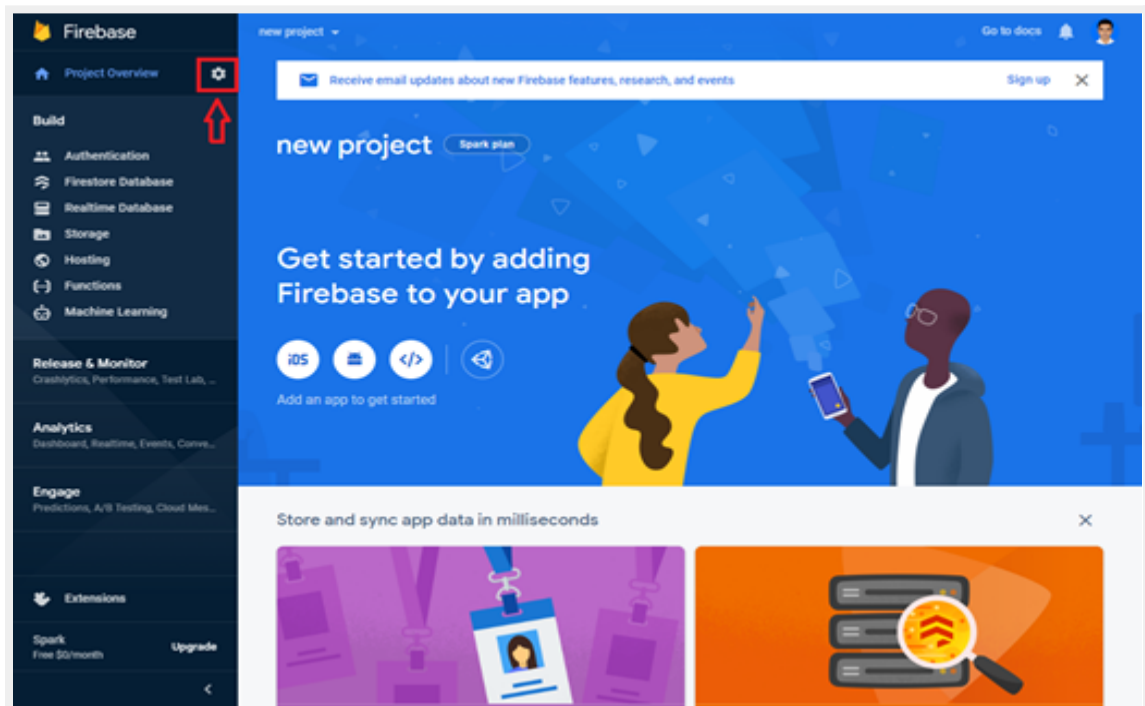 Firebase
new project
Go to docs
Project Overview
Receive email updates about new Firebase features, research, and events
Sign up
Build
Authentication
Firestore Database
Realtime Database
Storage
Hosting
Functions
Machine Learning
Release & Monitor
Crashlytics, Performance, Test Lab, ...
Analytics
Dashboard, Realtime, Events, Conve...
Engage
Predictions, A/B Testing, Cloud Mes...
Extensions
Spark
Free $0/month
Upgrade
new project
Spark plan
Get started by adding
Firebase to your app
iOS
</>
Add an app to get started
Store and sync app data in milliseconds